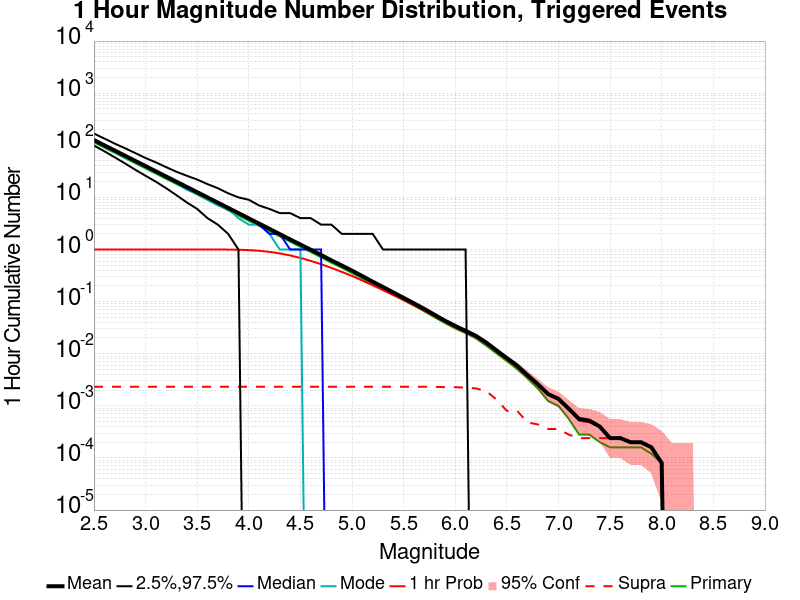 1 Hour Magnitude Number Distribution, Triggered Events
10^4
10^3
10^2
10^1
10^0
10^-1
10^-2
10^-3
10^-4
10^-5
1 Hour Cumulative Number
2.5 3.0 3.5 4.0 4.5 5.0 5.5 6.0 6.5 7.0 7.5 8.0 8.5 9.0
Magnitude
Mean 2.5%,97.5% Median Mode 1 hr Prob 95% Conf Supra Primary